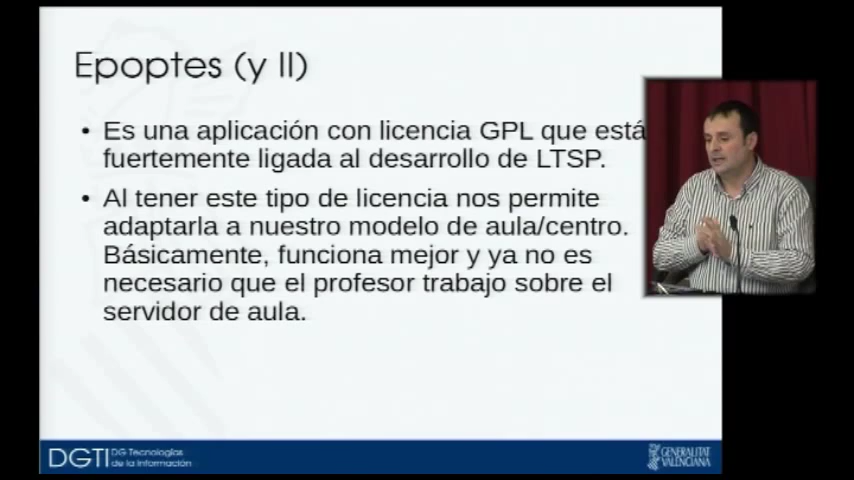 Epoptes (y II)
• Es una aplicación con licencia GPL que está
fuertemente ligada al desarrollo de LTSP.
• Al tener este tipo de licencia nos permite
adaptarla a nuestro modelo de aula/centro.
Básicamente, funciona mejor y ya no es
necesario que el profesor trabajo sobre el
servidor de aula.
DGTI DG Tecnologías
de la Información
GENERALITAT
VALENCIANA